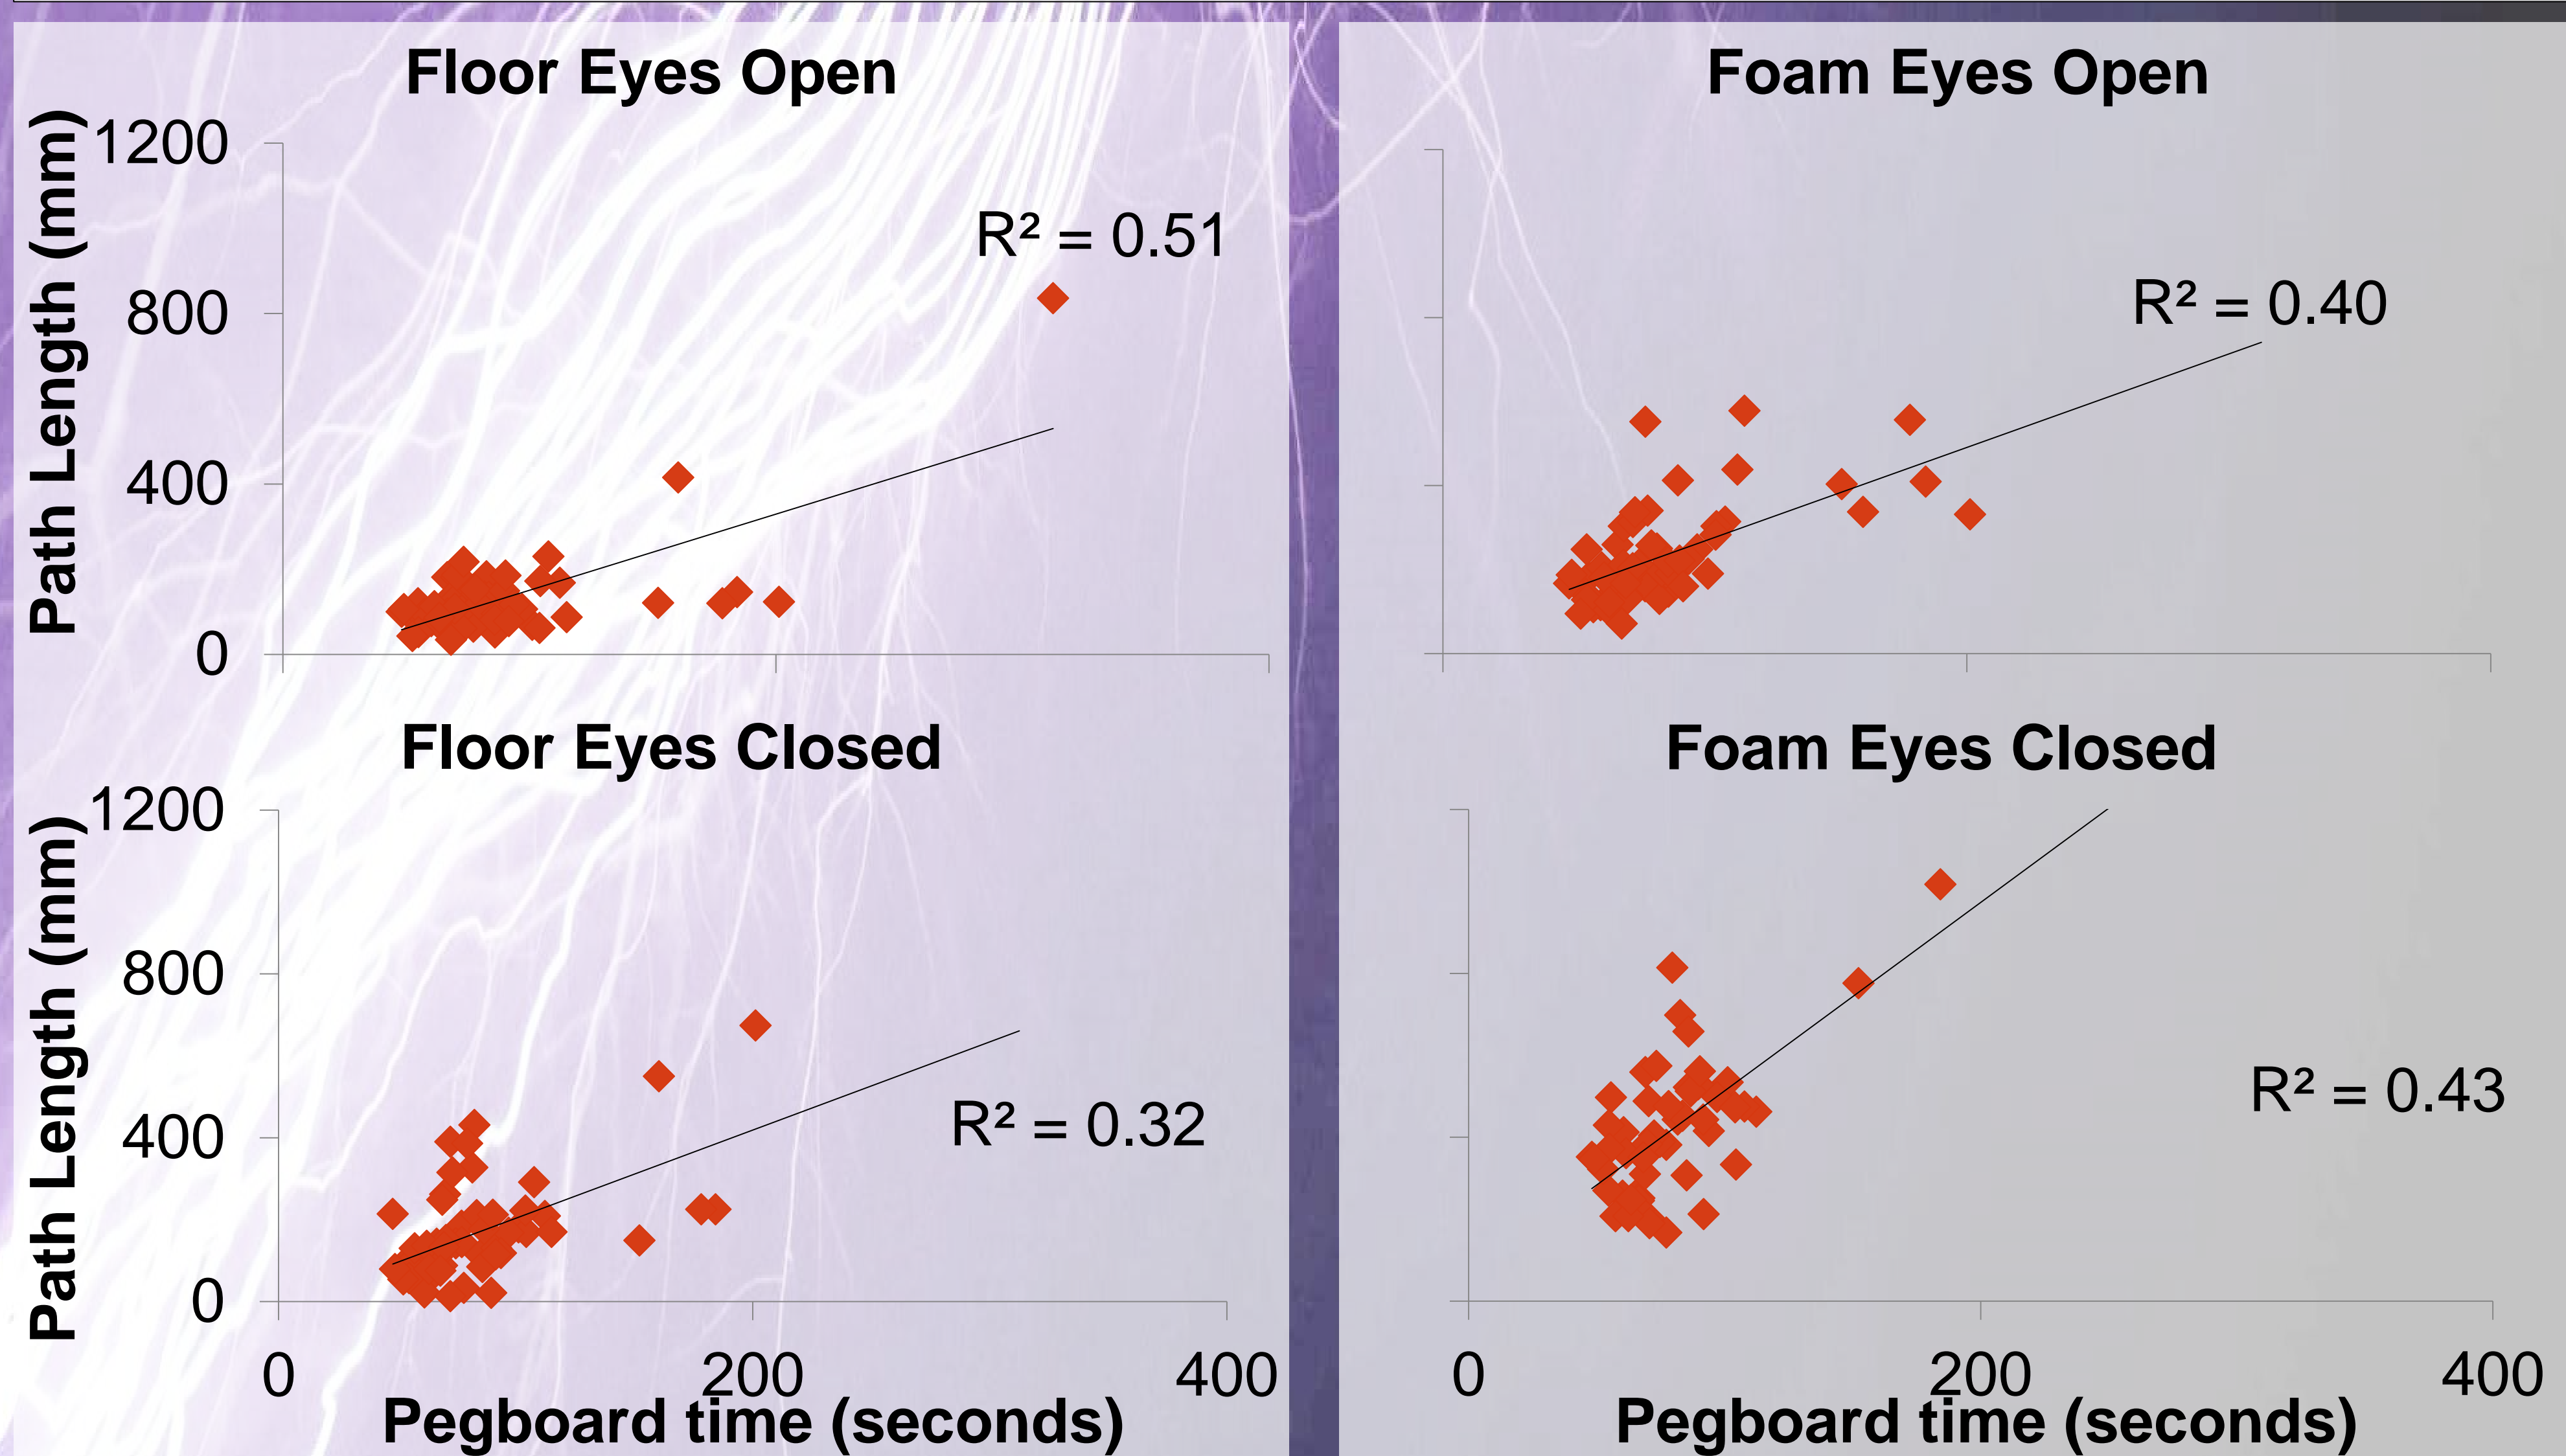 Floor Eyes Open
Path Length (mm)
1200
800
400
0
R² = 0.51
Foam Eyes Open
R² = 0.40
Floor Eyes Closed
Path Length (mm)
1200
800
400
0
R² = 0.32
0 200 400
Pegboard time (seconds)
Foam Eyes Closed
R² = 0.43
0 200 400
Pegboard time (seconds)